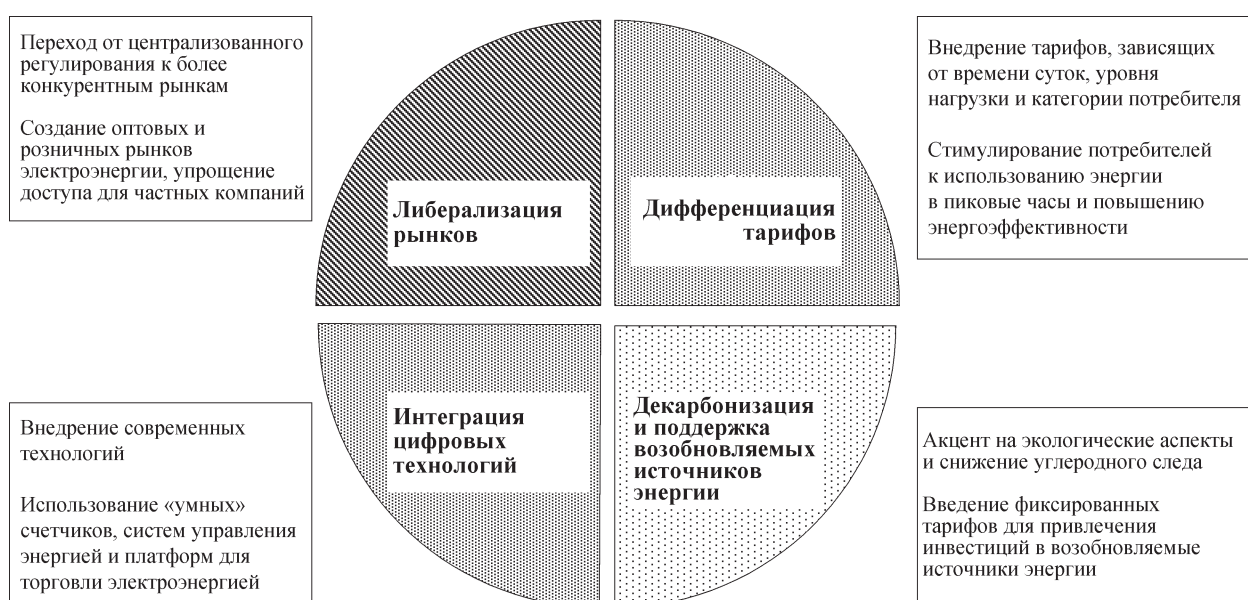 Переход от централизованного
регулирования к более
конкурентным рынкам
Создание оптовых и
розничных рынков
электроэнергии, упрощение
доступа для частных компаний
Либерализация
рынков
Дифференциация
тарифов
Внедрение тарифов, зависящих
от времени суток, уровня
нагрузки и категории потребителя
Стимулирование потребителей
к использованию энергии
в пиковые часы и повышению
энергоэффективности
Внедрение современных
технологий
Использование «умных»
счетчиков, систем управления
энергией и платформ для
торговли электроэнергией
Интеграция
цифровых
технологий
Декарбонизация
и поддержка
возобновляемых
источников
энергии
Акцент на экологические аспекты
и снижение углеродного следа
Введение фиксированных
тарифов для привлечения
инвестиций в возобновляемые
источники энергии